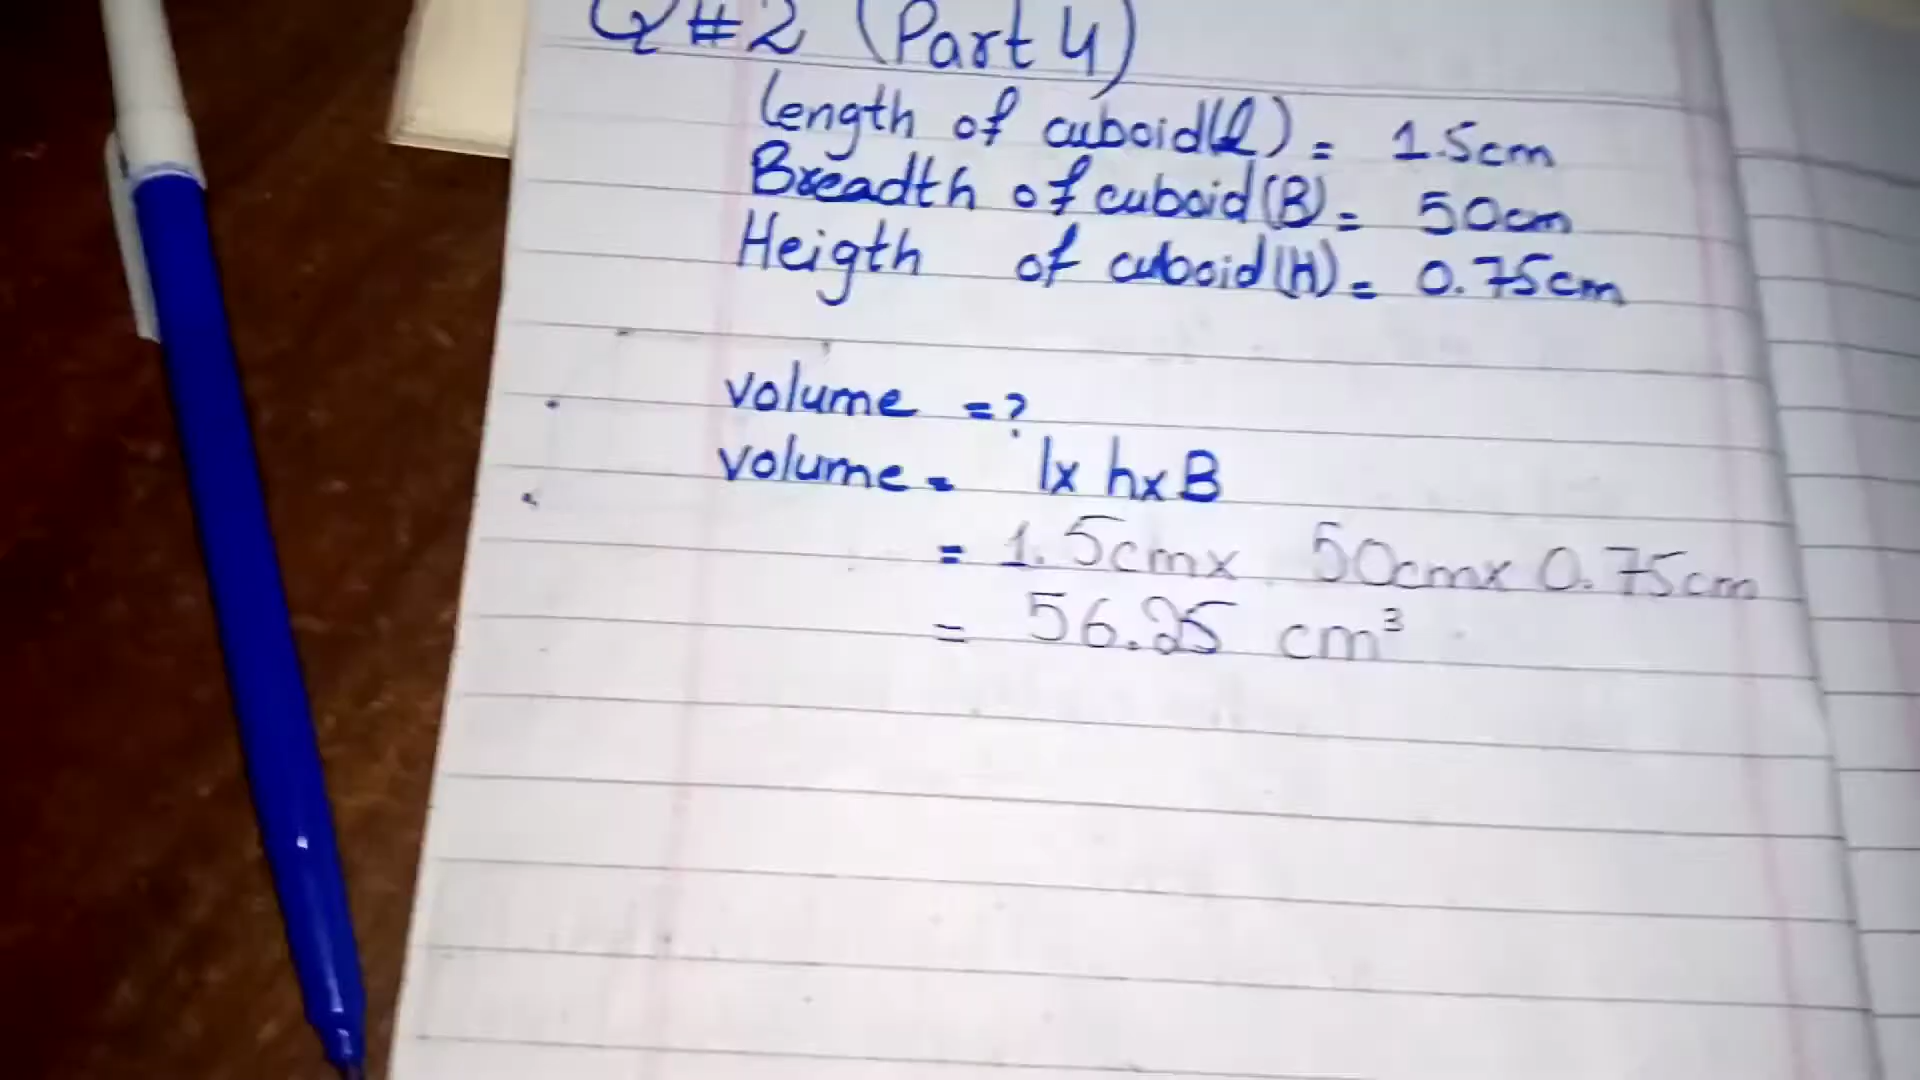 Q#2 (Part 4)
length of cuboid(l) = 1.5cm
Breadth of cuboid(B) = 50cm
Heigth of cuboid(H) = 0.75cm
volume =?
volume = l x h x B
= 1.5cm x 50cm x 0.75cm
= 56.25 cm³